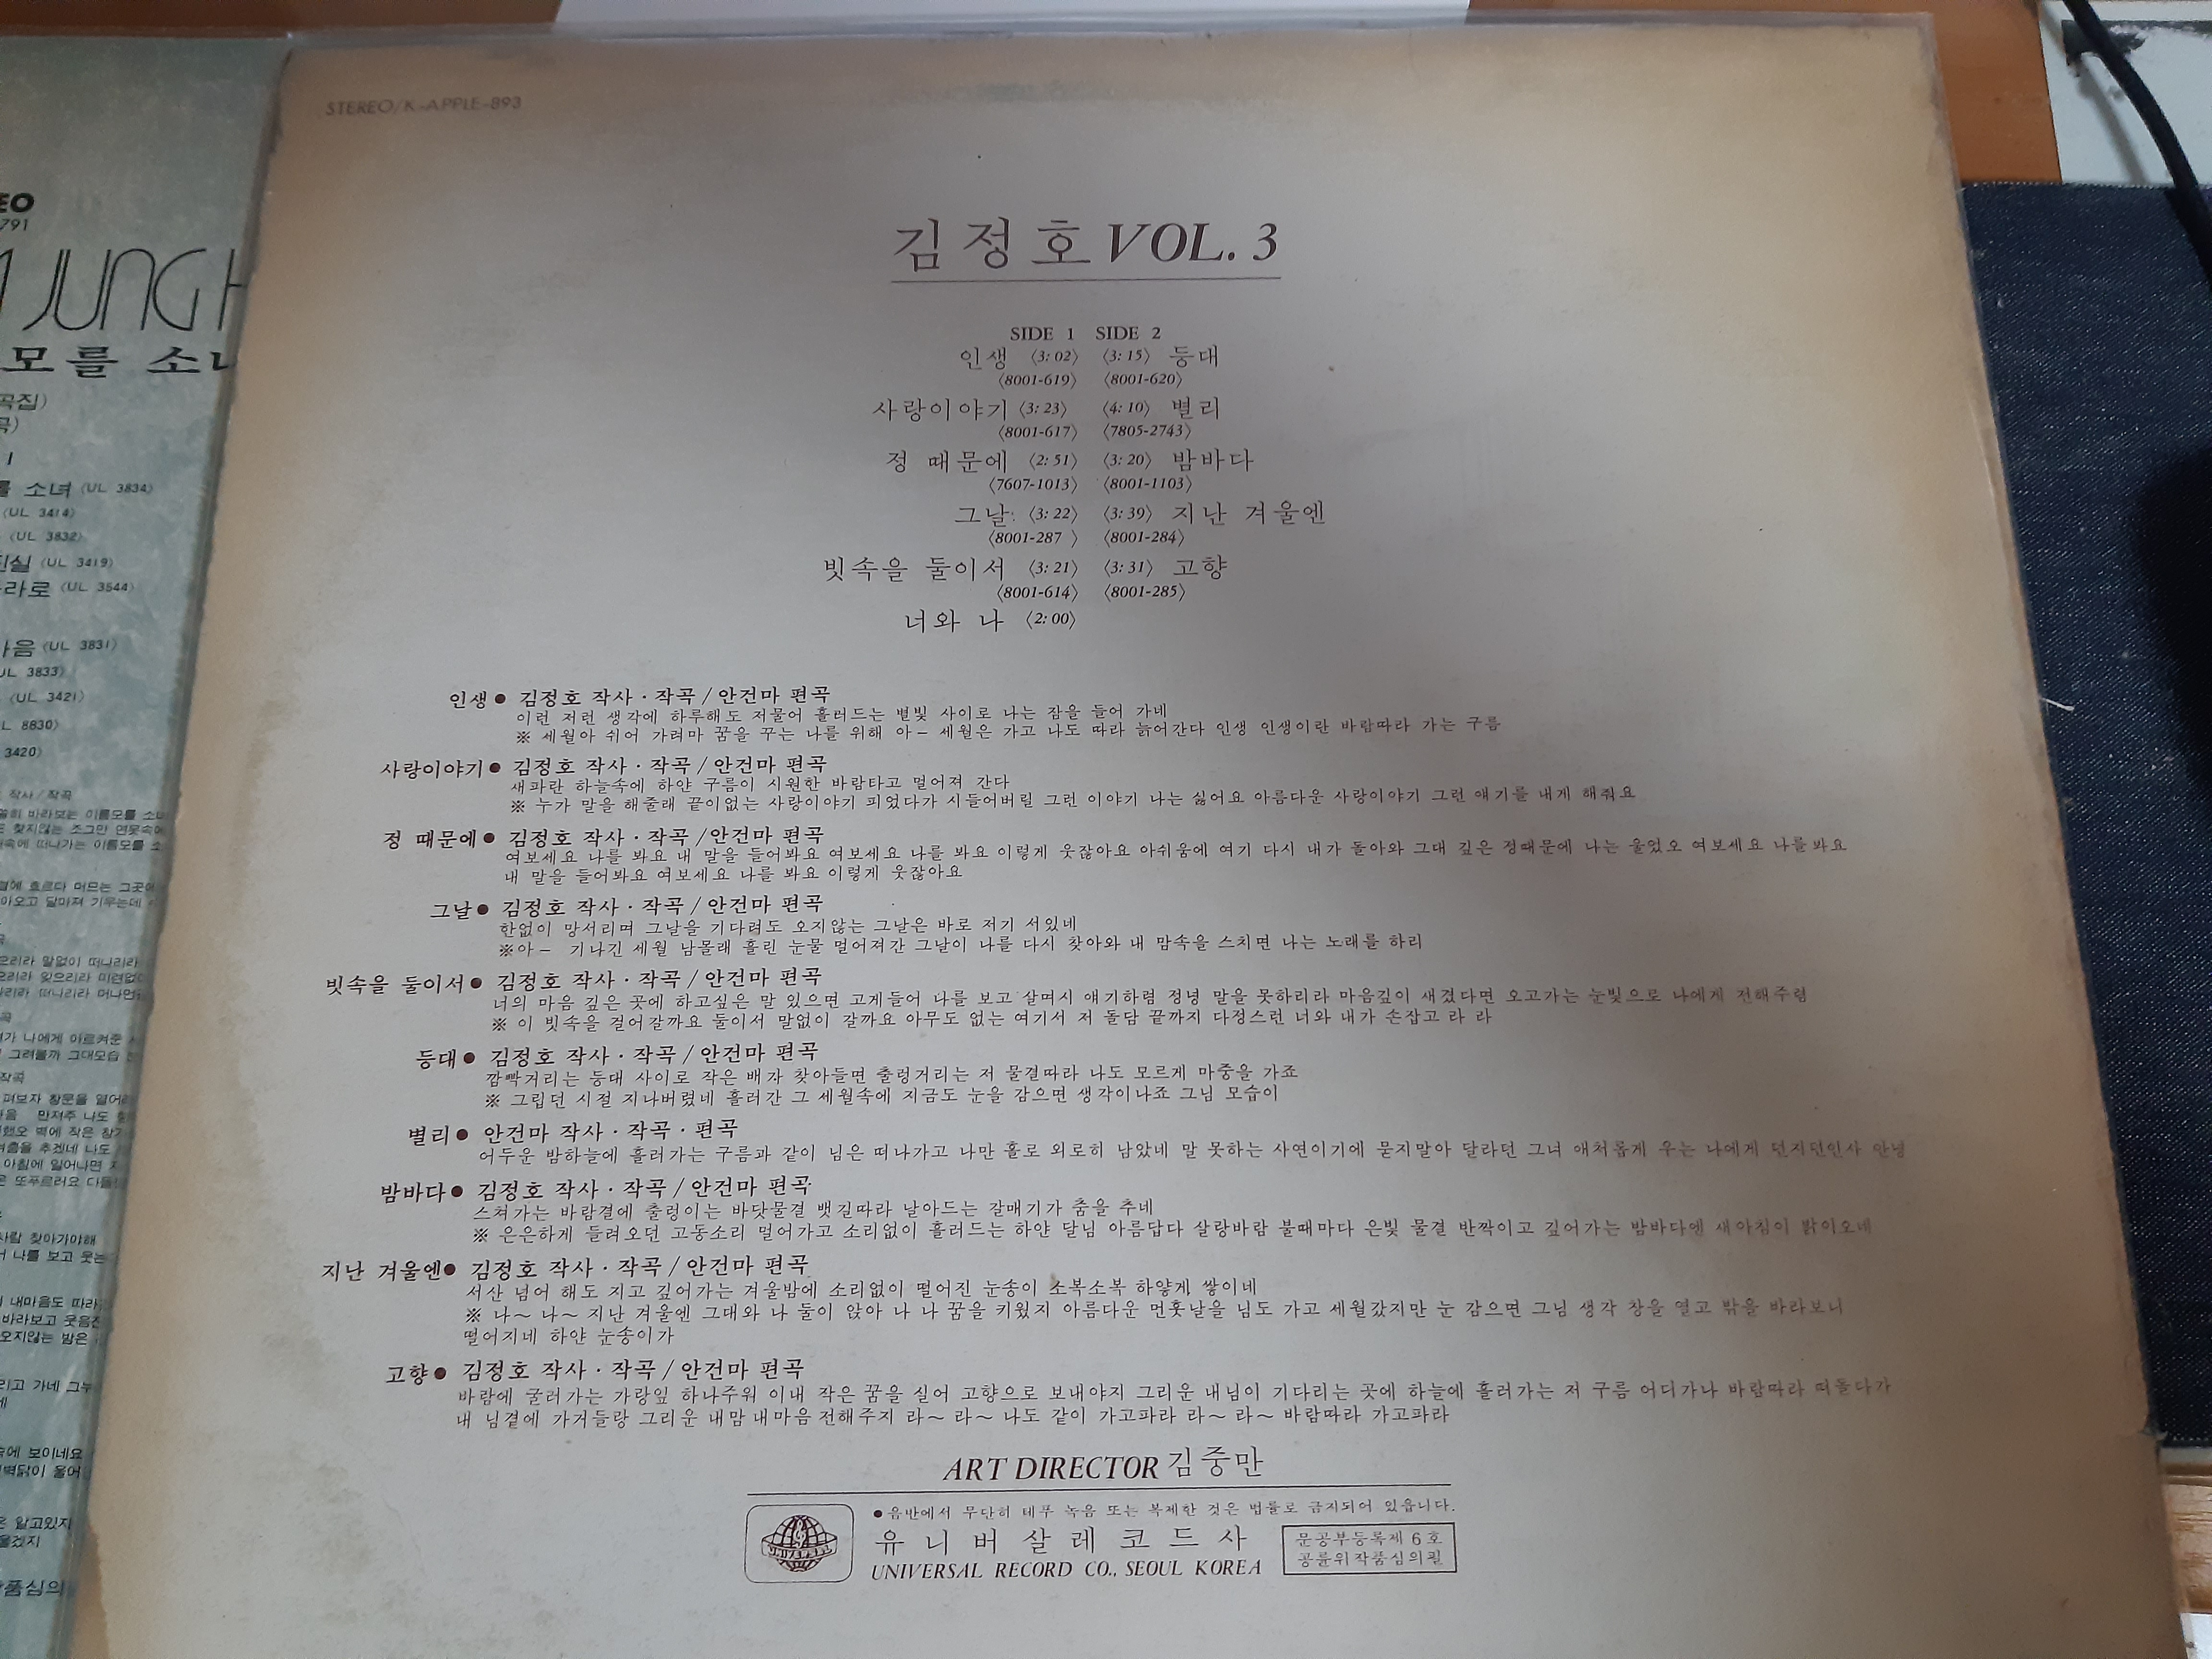 STEREO/K-APPLE-893
김정호 VOL. 3
SIDE 1 SIDE 2
인생 〈3:02〉 〈3:15〉 등대
〈8001-619〉 〈8001-620〉
사랑이야기 〈3:23〉 〈4:10〉 별리
〈8001-617〉 〈7805-2743〉
정 때문에 〈2:51〉 〈3:20〉 밤바다
〈7607-1013〉 〈8001-1103〉
그날 〈3:22〉 〈3:39〉 지난 겨울엔
〈8001-287 〉 〈8001-284〉
빗속을 둘이서 〈3:21〉 〈3:31〉 고향
〈8001-614〉 〈8001-285〉
너와 나 〈2:00〉
인생● 김정호 작사·작곡/안건마 편곡
이런 저런 생각에 하루해도 저물어 흘러드는 별빛 사이로 나는 잠을 들어 가네
※ 세월아 쉬어 가려마 꿈을 꾸는 나를 위해 아- 세월은 가고 나도 따라 늙어간다 인생 인생이란 바람따라 가는 구름
사랑이야기● 김정호 작사·작곡/안건마 편곡
새파란 하늘속에 하얀 구름이 시원한 바람타고 멀어져 간다
※ 누가 말을 해줄래 끝이없는 사랑이야기 피었다가 시들어버릴 그런 이야기 나는 싫어요 아름다운 사랑이야기 그런 얘기를 내게 해줘요
정 때문에● 김정호 작사·작곡/안건마 편곡
여보세요 나를 봐요 내 말을 들어봐요 여보세요 나를 봐요 이렇게 웃잖아요 아쉬움에 여기 다시 내가 돌아와 그대 깊은 정때문에 나는 울었오 여보세요 나를봐요
내 말을 들어봐요 여보세요 나를 봐요 이렇게 웃잖아요
그날● 김정호 작사·작곡/안건마 편곡
한없이 망서리며 그날을 기다려도 오지않는 그날은 바로 저기 서있네
※아- 기나긴 세월 남몰래 흘린 눈물 멀어져간 그날이 나를 다시 찾아와 내 맘속을 스치면 나는 노래를 하리
빗속을 둘이서● 김정호 작사·작곡/안건마 편곡
너의 마음 깊은 곳에 하고싶은 말 있으면 고개들어 나를 보고 살며시 얘기하렴 정녕 말을 못하리라 마음깊이 새겼다면 오고가는 눈빛으로 나에게 전해주렴
※ 이 빗속을 걸어갈까요 둘이서 말없이 갈까요 아무도 없는 여기서 저 돌담 끝까지 다정스런 너와 내가 손잡고 라 라
등대● 김정호 작사·작곡/안건마 편곡
깜빡거리는 등대 사이로 작은 배가 찾아들면 출렁거리는 저 물결따라 나도 모르게 마중을 가죠
※ 그립던 시절 지나버렸네 흘러간 그 세월속에 지금도 눈을 감으면 생각이나죠 그님 모습이
별리● 안건마 작사·작곡·편곡
어두운 밤하늘에 흘러가는 구름과 같이 님은 떠나가고 나만 홀로 외로히 남았네 말 못하는 사연이기에 묻지말아 달라던 그녀 애처롭게 우는 나에게 던지던인사 안녕
밤바다● 김정호 작사·작곡/안건마 편곡
스쳐가는 바람결에 출렁이는 바닷물결 뱃길따라 날아드는 갈매기가 춤을 추네
※ 은은하게 들려오던 고동소리 멀어가고 소리없이 흘러드는 하얀 달님 아름답다 살랑바람 불때마다 은빛 물결 반짝이고 깊어가는 밤바다엔 새아침이 밝아오네
지난 겨울엔● 김정호 작사·작곡/안건마 편곡
서산 넘어 해도 지고 깊어가는 겨울밤에 소리없이 떨어진 눈송이 소복소복 하얗게 쌓이네
※ 나~ 나~ 지난 겨울엔 그대와 나 둘이 앉아 나 나 꿈을 키웠지 아름다운 먼훗날을 님도 가고 세월갔지만 눈 감으면 그님 생각 창을 열고 밖을 바라보니
떨어지네 하얀 눈송이가
고향● 김정호 작사·작곡/안건마 편곡
바람에 굴러가는 가랑잎 하나주워 이내 작은 꿈을 실어 고향으로 보내야지 그리운 내님이 기다리는 곳에 하늘에 흘러가는 저 구름 어디가나 바람따라 떠돌다가
내 님곁에 가거들랑 그리운 내맘 내마음 전해주지 라~ 라~ 나도 같이 가고파라 라~ 라~ 바람따라 가고파라
ART DIRECTOR 김중만
●음반에서 무단히 테푸 녹음 또는 복제한 것은 법률로 금지되어 있읍니다.
유니버살레코드사
UNIVERSAL RECORD CO., SEOUL KOREA
문공부등록제 6 호
공륜위작품심의필
UNIVERSAL
791
JUNG
모를
곡집)
소녀 〈UL 3834〉
〈UL 3414〉
〈UL 3832〉
〈UL 3419〉
〈UL 3544〉
〈UL 3831〉
3833〉
〈UL 3421〉
8830〉
3420〉
작사/작곡